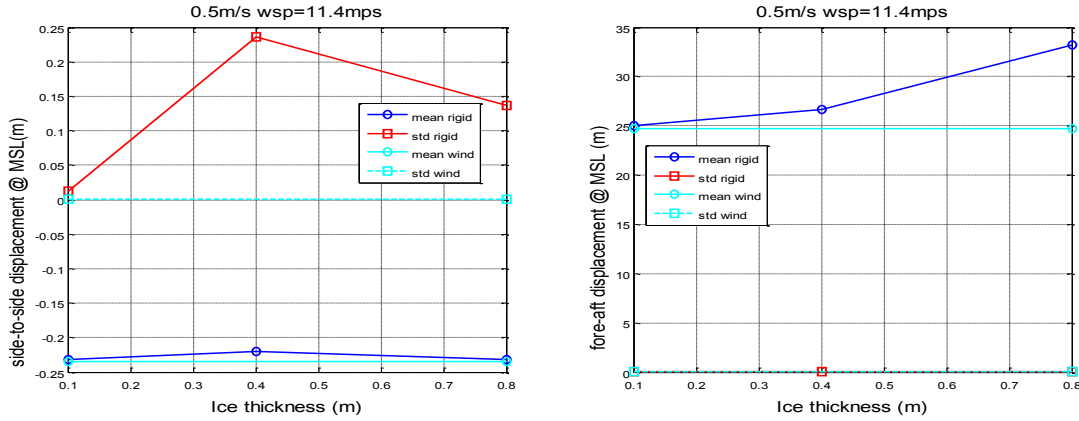 0.5m/s wsp=11.4mps
side-to-side displacement @ MSL(m)
0.25
0.2
0.15
0.1
0.05
0
-0.05
-0.1
-0.15
-0.2
-0.25
mean rigid
std rigid
mean wind
std wind
0.1 0.2 0.3 0.4 0.5 0.6 0.7 0.8
Ice thickness (m)
0.5m/s wsp=11.4mps
fore-aft displacement @ MSL (m)
35
30
25
20
15
10
5
0
mean rigid
std rigid
mean wind
std wind
0.1 0.2 0.3 0.4 0.5 0.6 0.7 0.8
Ice thickness (m)